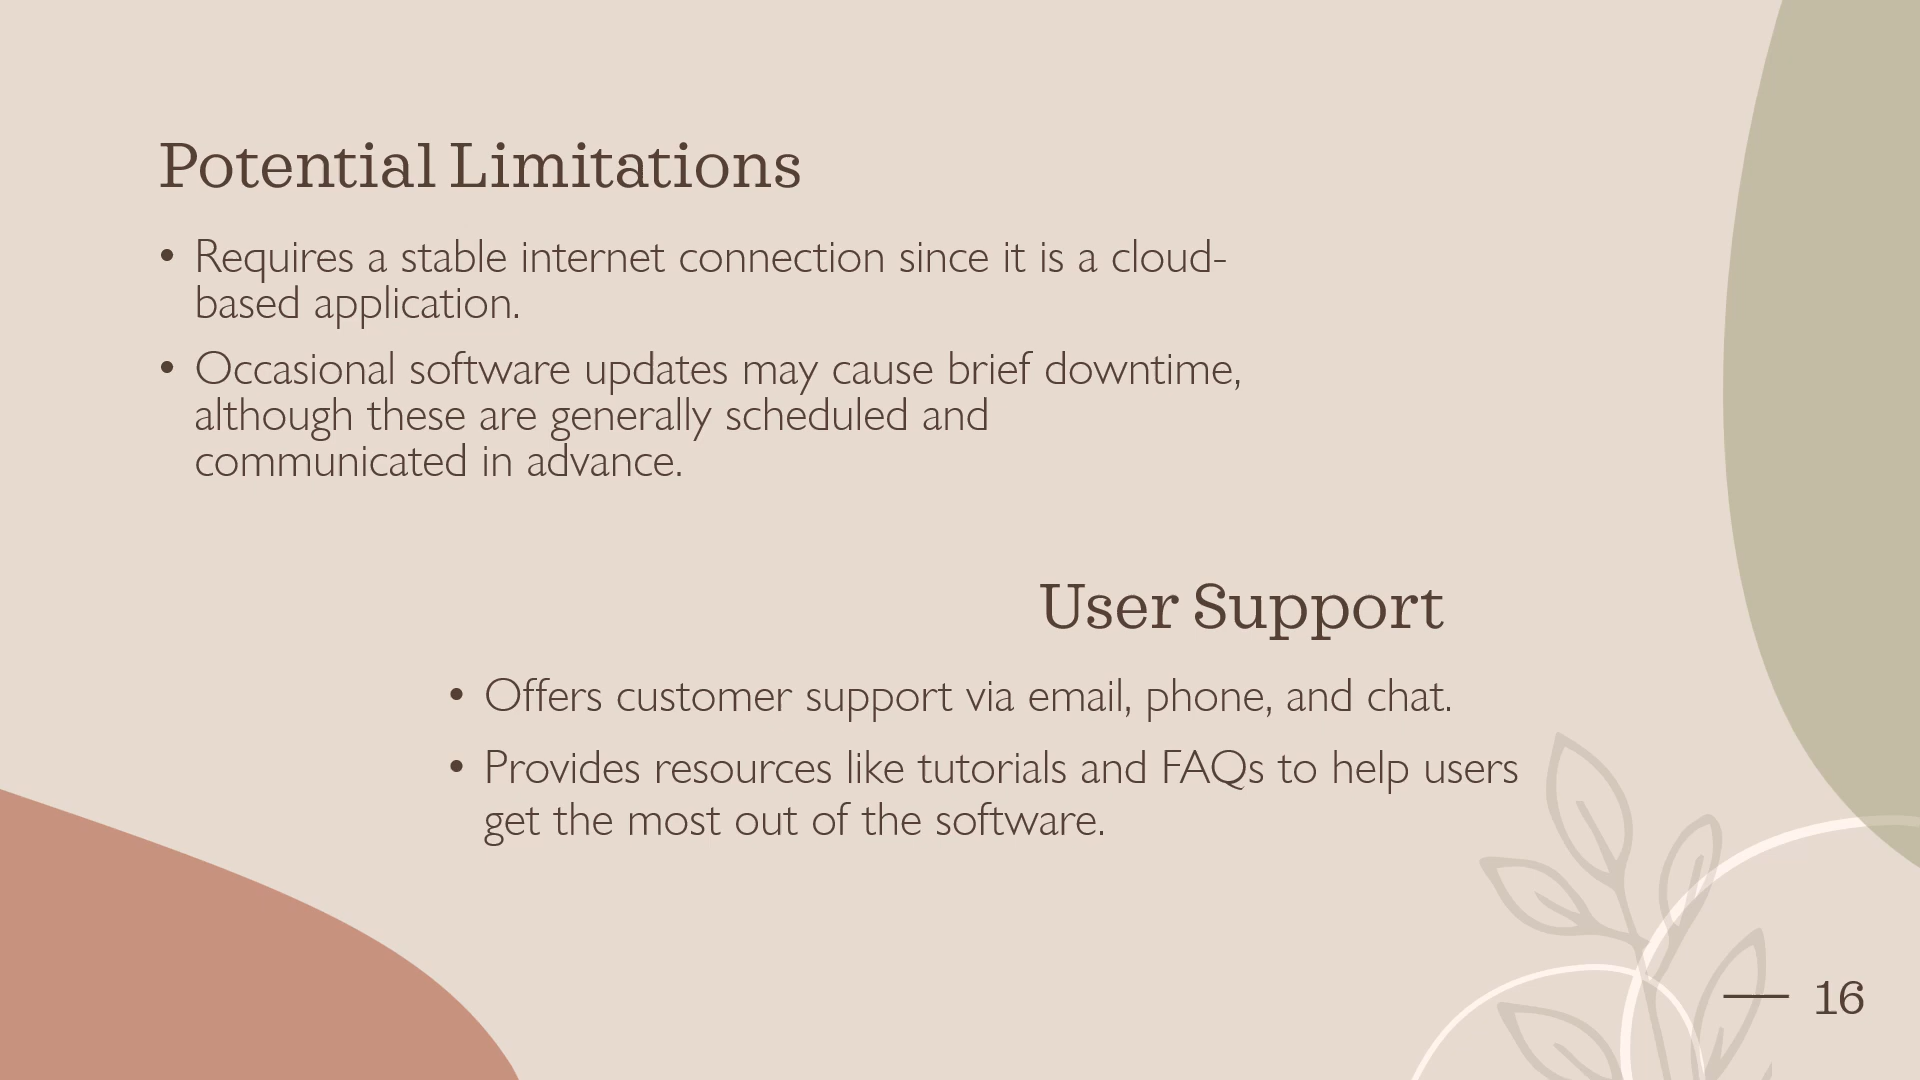 Potential Limitations
• Requires a stable internet connection since it is a cloud-
based application.
• Occasional software updates may cause brief downtime,
although these are generally scheduled and
communicated in advance.
User Support
• Offers customer support via email, phone, and chat.
• Provides resources like tutorials and FAQs to help users
get the most out of the software.
16